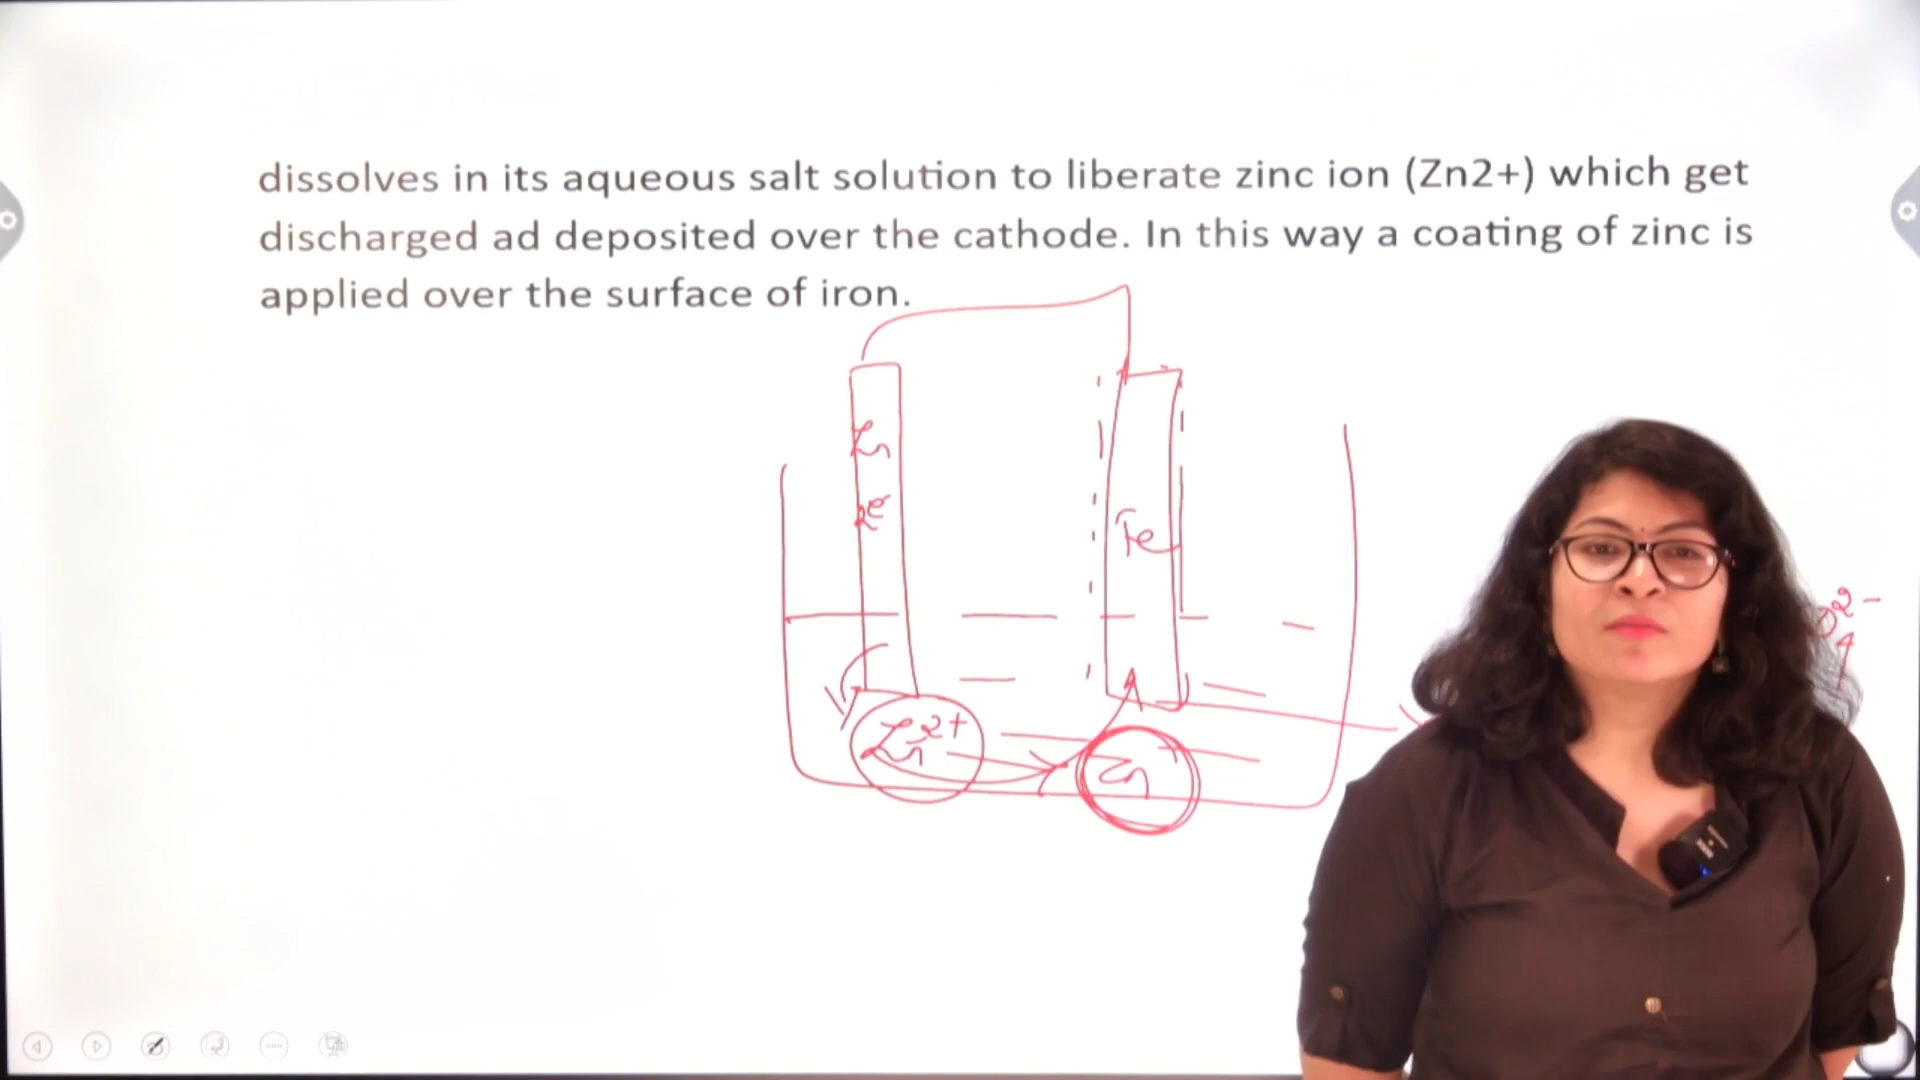 dissolves in its aqueous salt solution to liberate zinc ion (Zn2+) which get
discharged ad deposited over the cathode. In this way a coating of zinc is
applied over the surface of iron.
Zn
2e
Fe
Zn2+
Zn